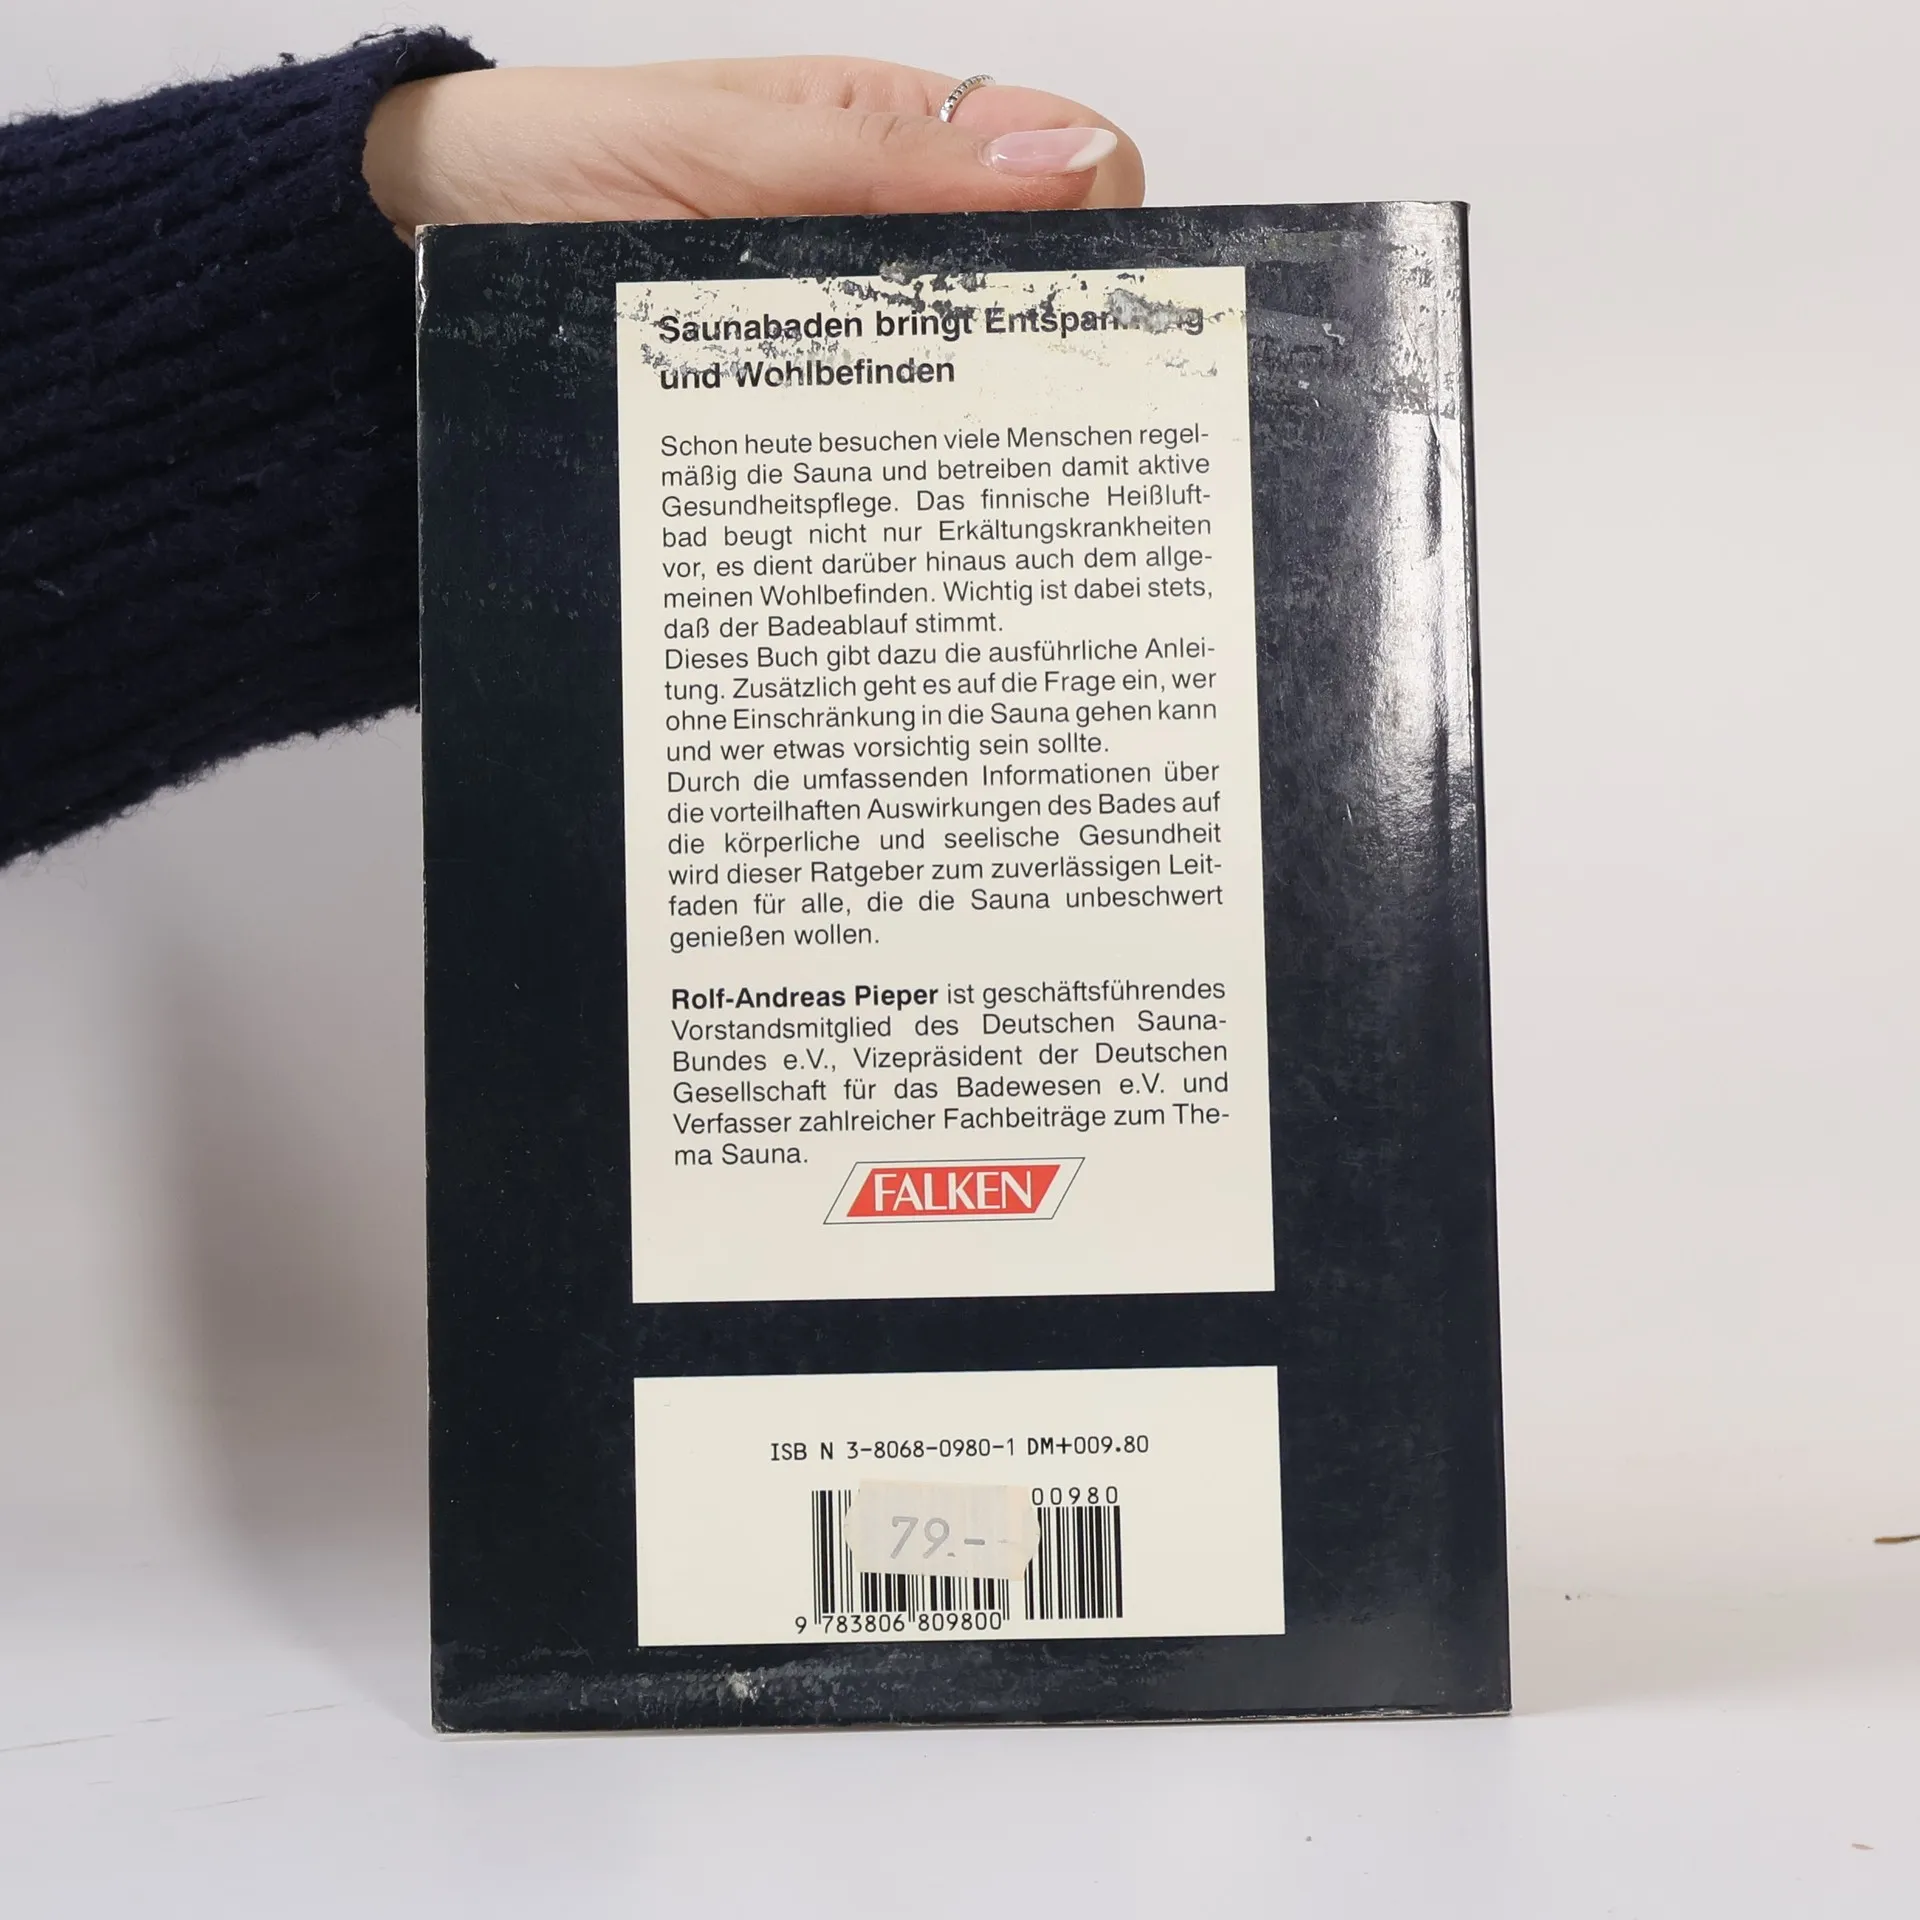 Saunabaden bringt Entspannung
und Wohlbefinden
Schon heute besuchen viele Menschen regel-
mäßig die Sauna und betreiben damit aktive
Gesundheitspflege. Das finnische Heißluft-
bad beugt nicht nur Erkältungskrankheiten
vor, es dient darüber hinaus auch dem allge-
meinen Wohlbefinden. Wichtig ist dabei stets,
daß der Badeablauf stimmt.
Dieses Buch gibt dazu die ausführliche Anlei-
tung. Zusätzlich geht es auf die Frage ein, wer
ohne Einschränkung in die Sauna gehen kann
und wer etwas vorsichtig sein sollte.
Durch die umfassenden Informationen über
die vorteilhaften Auswirkungen des Bades auf
die körperliche und seelische Gesundheit
wird dieser Ratgeber zum zuverlässigen Leit-
faden für alle, die die Sauna unbeschwert
genießen wollen.
Rolf-Andreas Pieper ist geschäftsführendes
Vorstandsmitglied des Deutschen Sauna-
Bundes e.V., Vizepräsident der Deutschen
Gesellschaft für das Badewesen e.V. und
Verfasser zahlreicher Fachbeiträge zum The-
ma Sauna.
FALKEN
ISB N 3-8068-0980-1 DM+009.80
00980
79.-
9 783806 809800